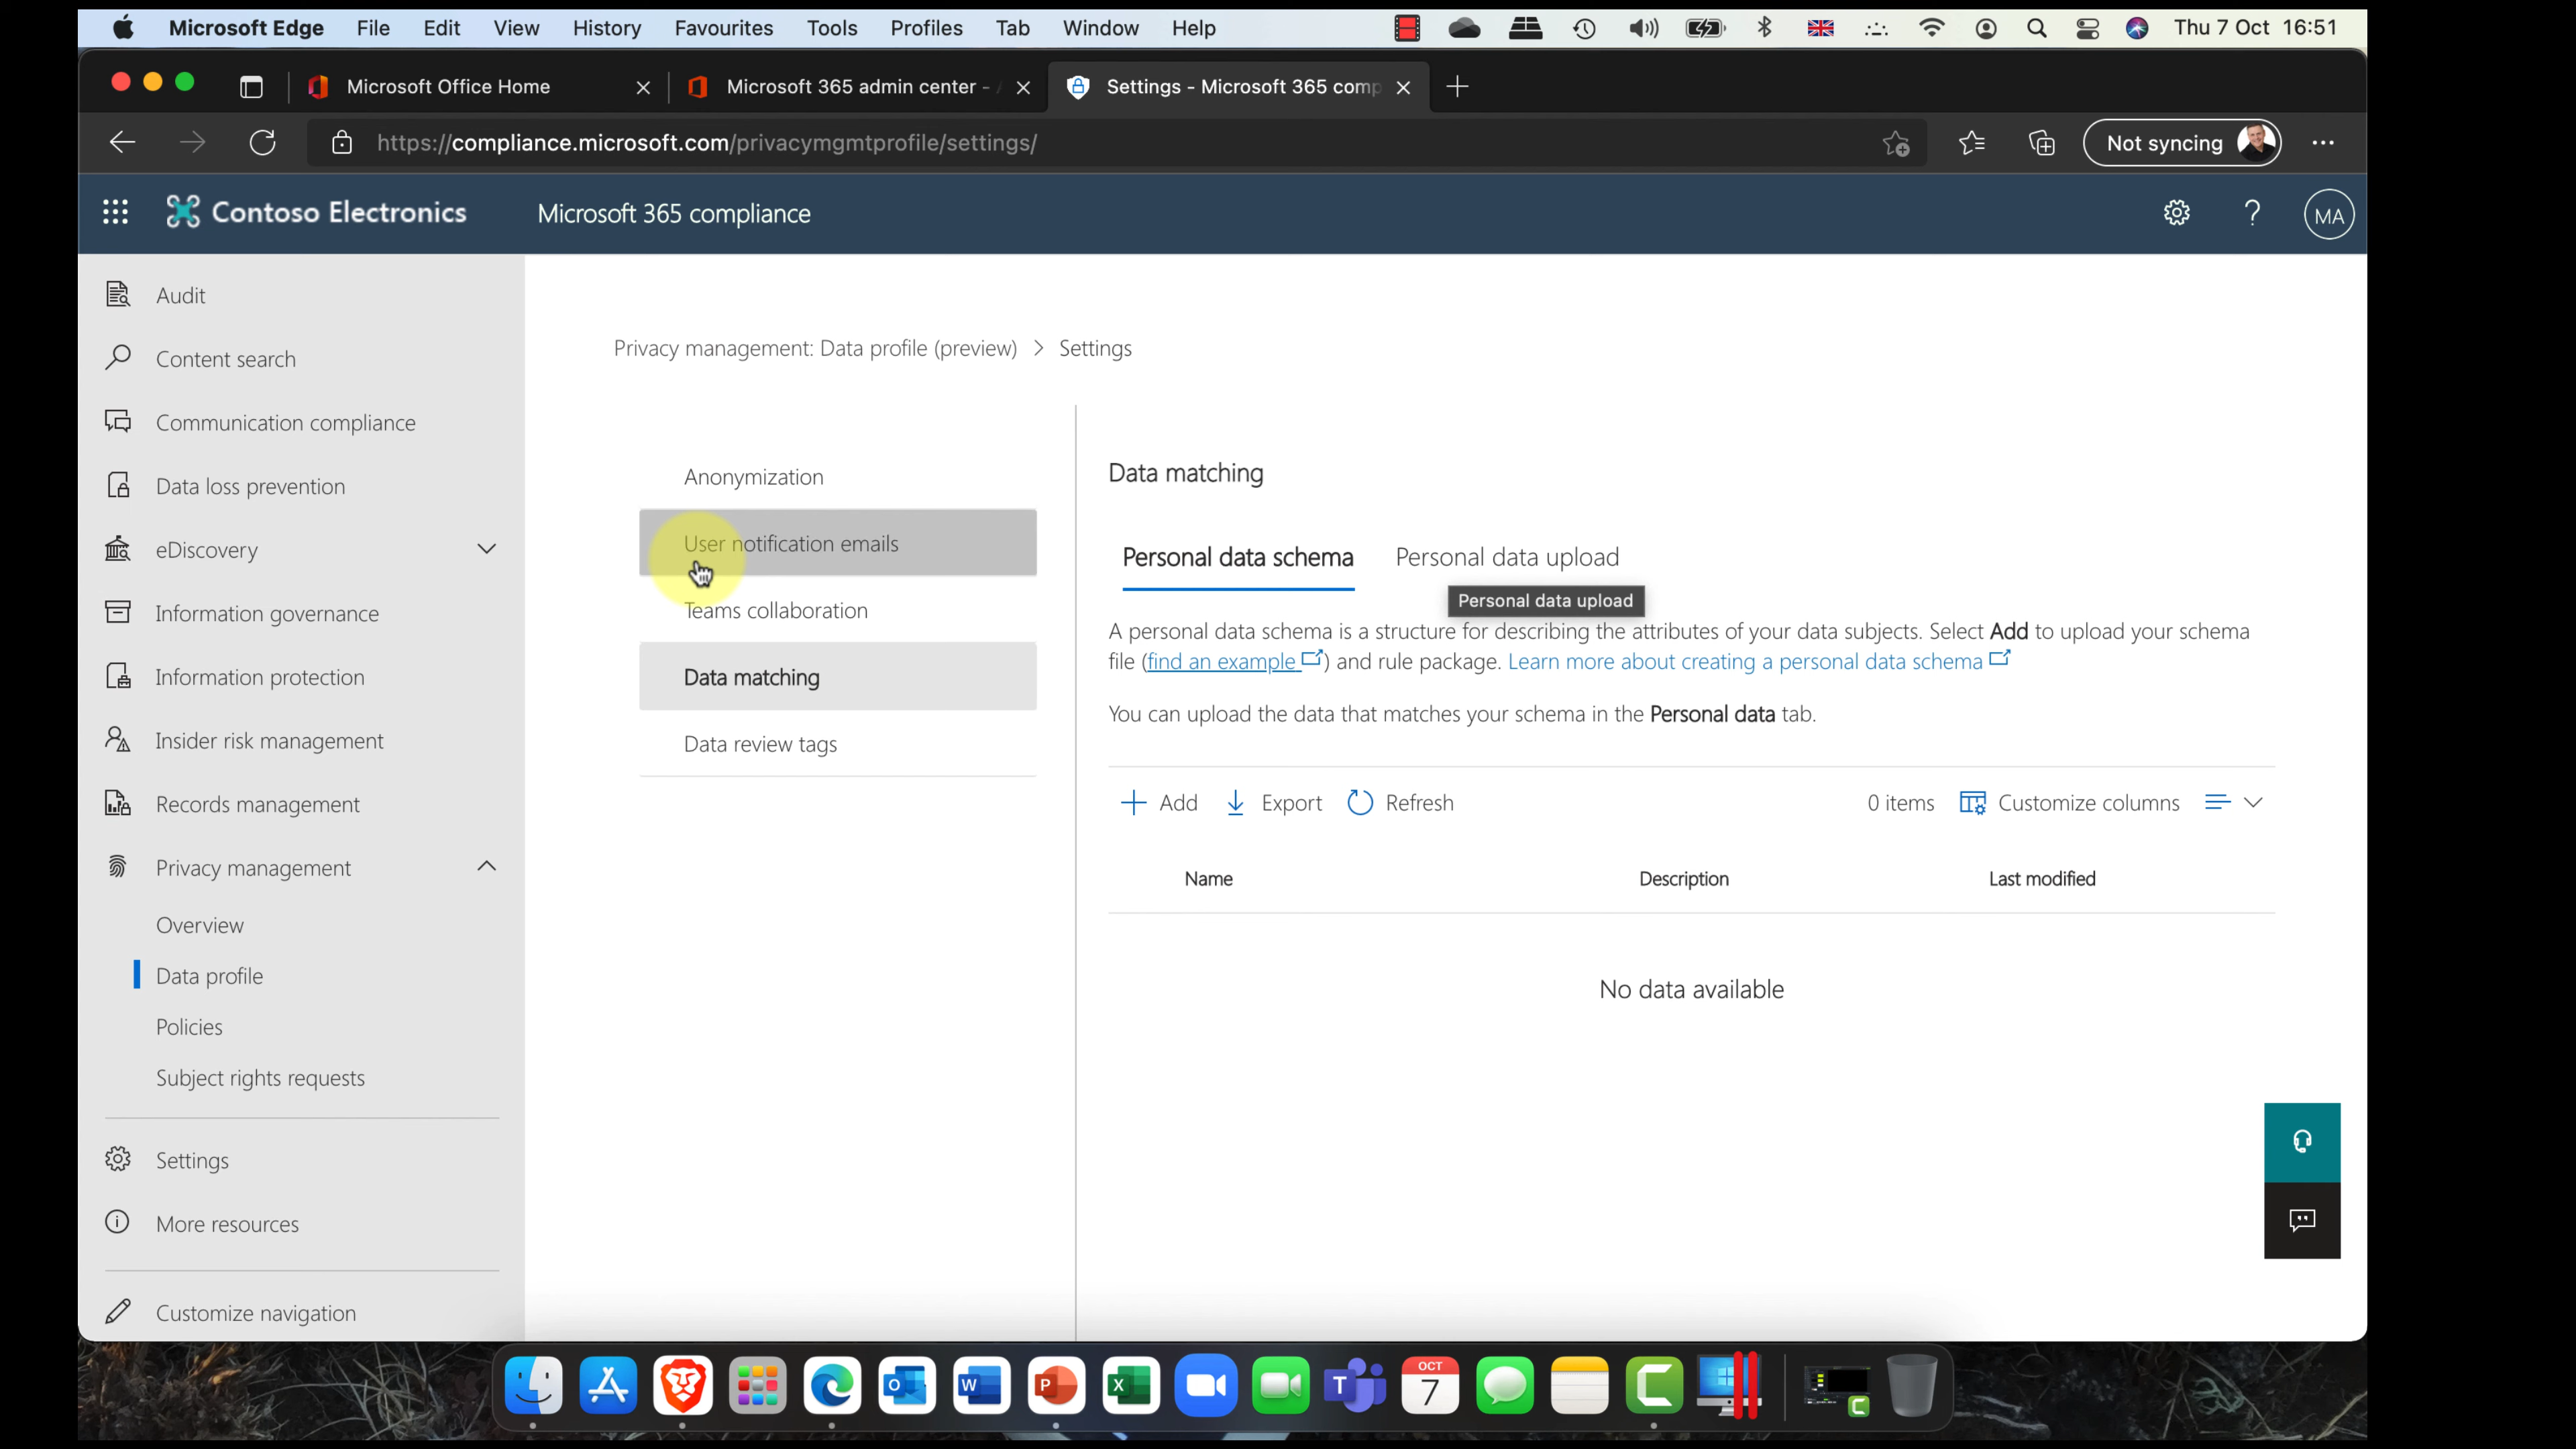 Microsoft Edge File Edit View History Favourites Tools Profiles Tab Window Help Thu 7 Oct 16:51
Microsoft Office Home Microsoft 365 admin center - Settings - Microsoft 365 comp
https://compliance.microsoft.com/privacymgmtprofile/settings/ Not syncing
Contoso Electronics Microsoft 365 compliance ? MA
Audit
Content search
Communication compliance
Data loss prevention
eDiscovery
Information governance
Information protection
Insider risk management
Records management
Privacy management
Overview
Data profile
Policies
Subject rights requests
Settings
More resources
Customize navigation
Privacy management: Data profile (preview) > Settings
Anonymization
User notification emails
Teams collaboration
Data matching
Data review tags
Data matching
Personal data schema Personal data upload
Personal data upload
A personal data schema is a structure for describing the attributes of your data subjects. Select Add to upload your schema
file (find an example) and rule package. Learn more about creating a personal data schema
You can upload the data that matches your schema in the Personal data tab.
Add Export Refresh 0 items Customize columns
Name Description Last modified
No data available
OCT
7